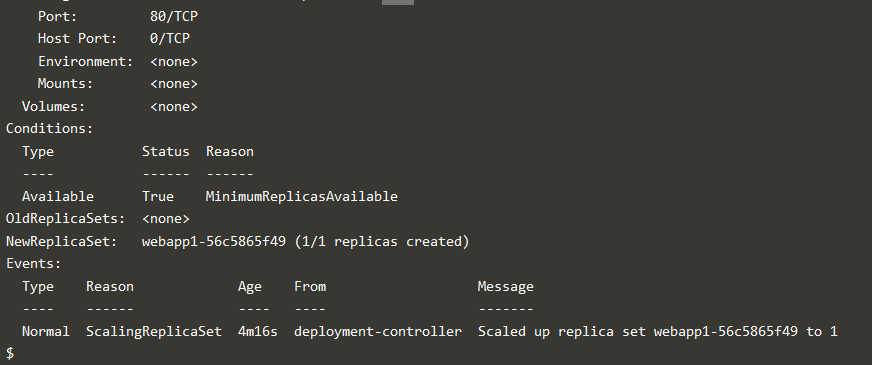 Port: 80/TCP
Host Port: 0/TCP
Environment: <none>
Mounts: <none>
Volumes: <none>
Conditions:
Type Status Reason
---- ------ ------
Available True MinimumReplicasAvailable
OldReplicaSets: <none>
NewReplicaSet: webapp1-56c5865f49 (1/1 replicas created)
Events:
Type Reason Age From Message
---- ------ ---- ---- -------
Normal ScalingReplicaSet 4m16s deployment-controller Scaled up replica set webapp1-56c5865f49 to 1
$